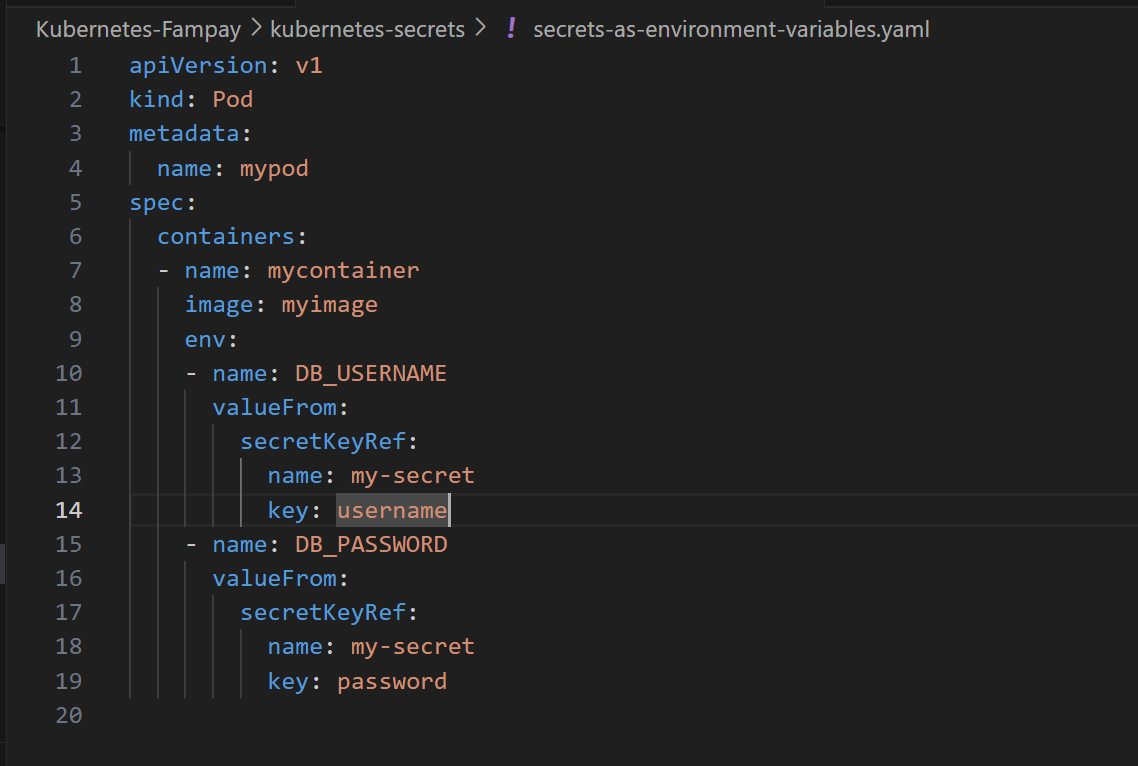 Kubernetes-Fampay > kubernetes-secrets > ! secrets-as-environment-variables.yaml
1 apiVersion: v1
2 kind: Pod
3 metadata:
4   name: mypod
5 spec:
6   containers:
7   - name: mycontainer
8     image: myimage
9     env:
10     - name: DB_USERNAME
11       valueFrom:
12         secretKeyRef:
13           name: my-secret
14           key: username
15     - name: DB_PASSWORD
16       valueFrom:
17         secretKeyRef:
18           name: my-secret
19           key: password
20